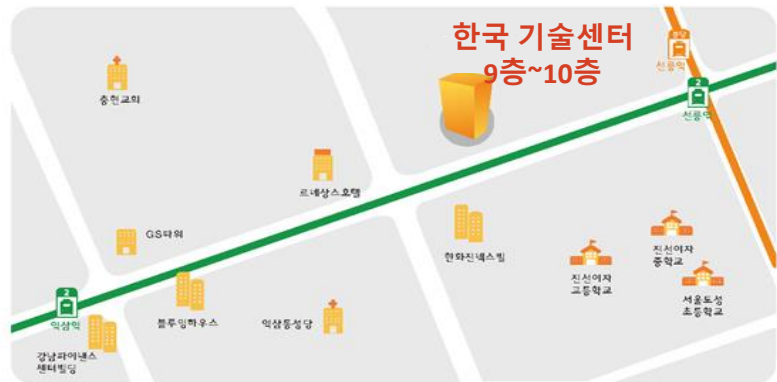 한국 기술센터
9층~10층
분당
선릉역
2
선릉역
충현교회
르네상스호텔
GS타워
한화진넥스빌
진선여자
중학교
진선여자
고등학교
서울도성
초등학교
2
역삼역
블루밍하우스
역삼동성당
강남파이낸스
센터빌딩